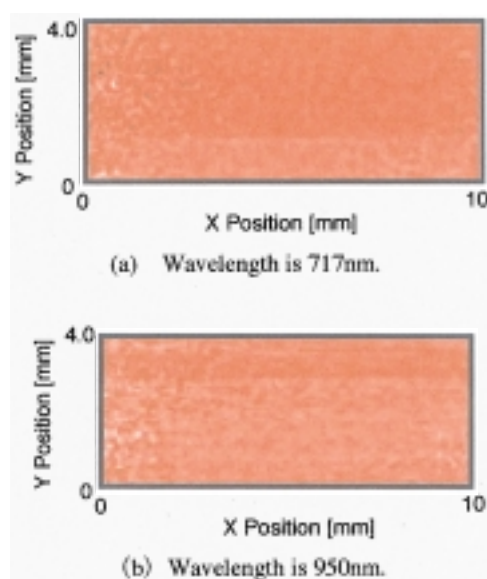 4.0
Y Position [mm]
0
0
10
X Position [mm]
(a) Wavelength is 717nm.
4.0
Y Position [mm]
0
0
10
X Position [mm]
(b) Wavelength is 950nm.